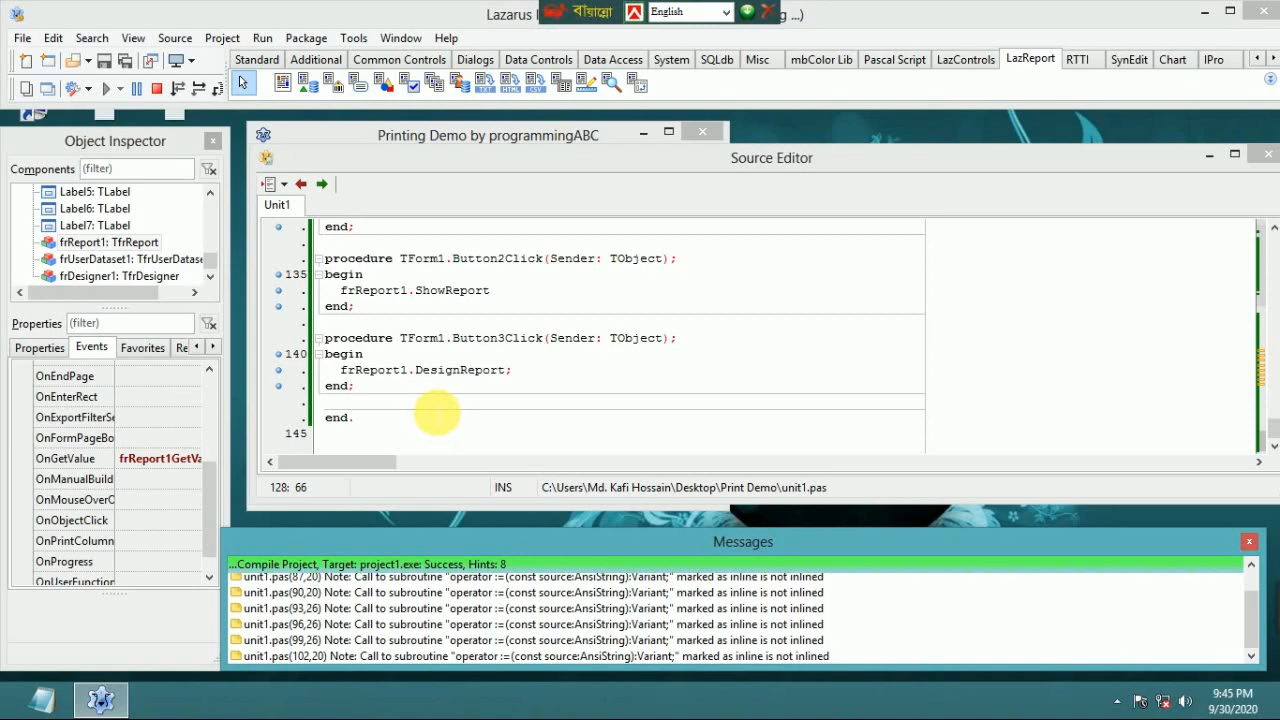 Lazarus
বায়ান্নো
English
...)
File Edit Search View Source Project Run Package Tools Window Help
Standard Additional Common Controls Dialogs Data Controls Data Access System SQLdb Misc mbColor Lib Pascal Script LazControls LazReport RTTI SynEdit Chart IPro
Object Inspector
Components (filter)
Label5: TLabel
Label6: TLabel
Label7: TLabel
frReport1: TfrReport
frUserDataset1: TfrUserDatase
frDesigner1: TfrDesigner
Properties (filter)
Properties Events Favorites Re
OnEndPage
OnEnterRect
OnExportFilterSe
OnFormPageBo
OnGetValue frReport1GetVa
OnManualBuild
OnMouseOverO
OnObjectClick
OnPrintColumn
OnProgress
OnUserFunction
Printing Demo by programmingABC
Source Editor
Unit1
end;
procedure TForm1.Button2Click(Sender: TObject);
135 begin
frReport1.ShowReport
end;
procedure TForm1.Button3Click(Sender: TObject);
140 begin
frReport1.DesignReport;
end;
end.
145
128: 66 INS C:\Users\Md. Kafi Hossain\Desktop\Print Demo\unit1.pas
Messages
...Compile Project, Target: project1.exe: Success, Hints: 8
unit1.pas(87,20) Note: Call to subroutine "operator :=(const source:AnsiString):Variant;" marked as inline is not inlined
unit1.pas(90,20) Note: Call to subroutine "operator :=(const source:AnsiString):Variant;" marked as inline is not inlined
unit1.pas(93,26) Note: Call to subroutine "operator :=(const source:AnsiString):Variant;" marked as inline is not inlined
unit1.pas(96,26) Note: Call to subroutine "operator :=(const source:AnsiString):Variant;" marked as inline is not inlined
unit1.pas(99,26) Note: Call to subroutine "operator :=(const source:AnsiString):Variant;" marked as inline is not inlined
unit1.pas(102,20) Note: Call to subroutine "operator :=(const source:AnsiString):Variant;" marked as inline is not inlined
9:45 PM
9/30/2020